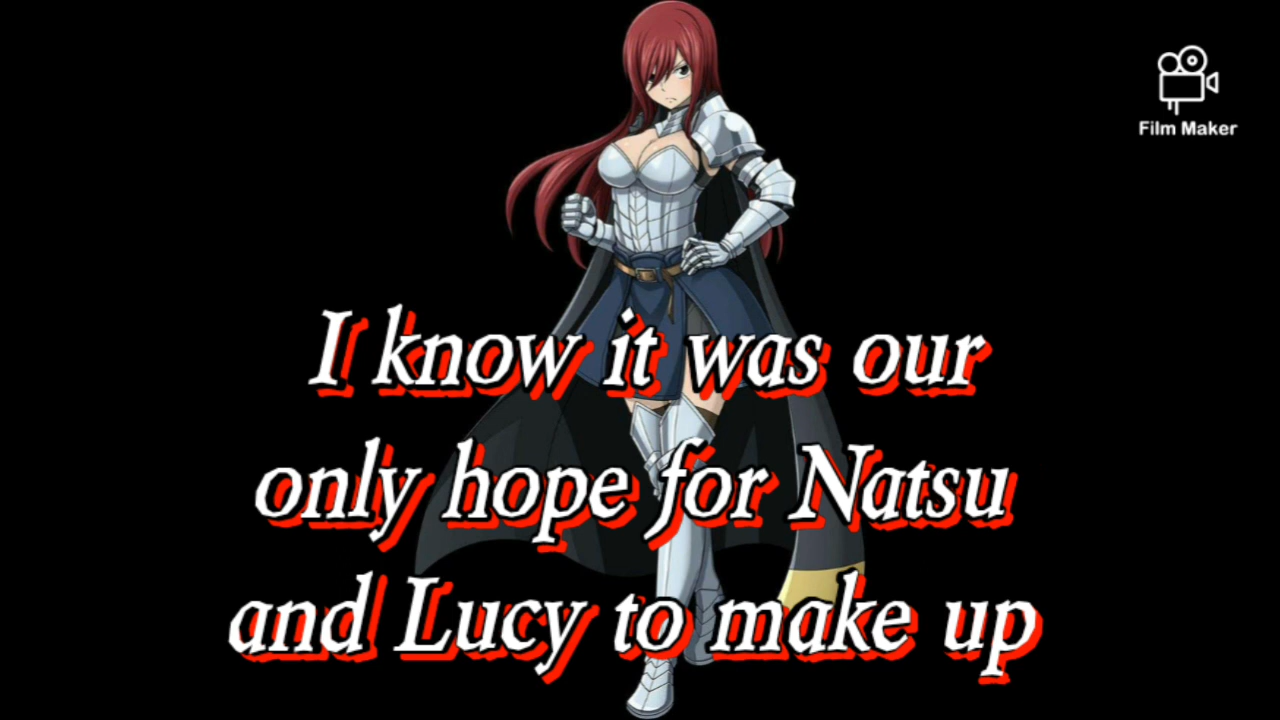 Film Maker
I know it was our
only hope for Natsu
and Lucy to make up